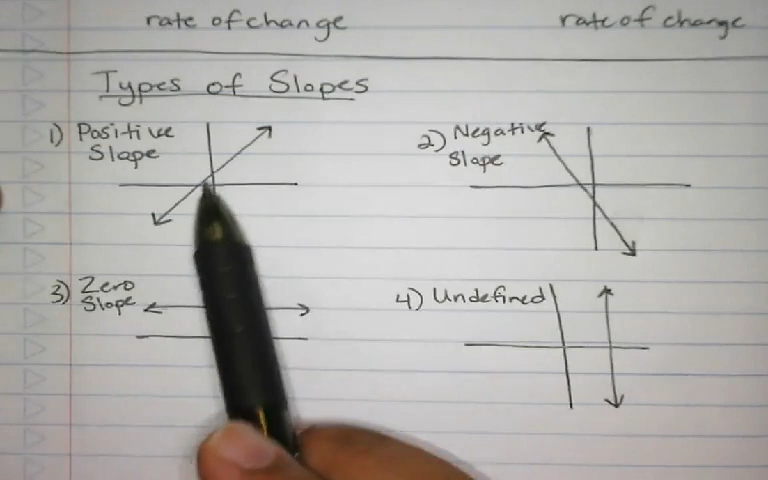 rate of change
rate of change
Types of Slopes
1) Positive
Slope
2) Negative
Slope
3) Zero
Slope
4) Undefined